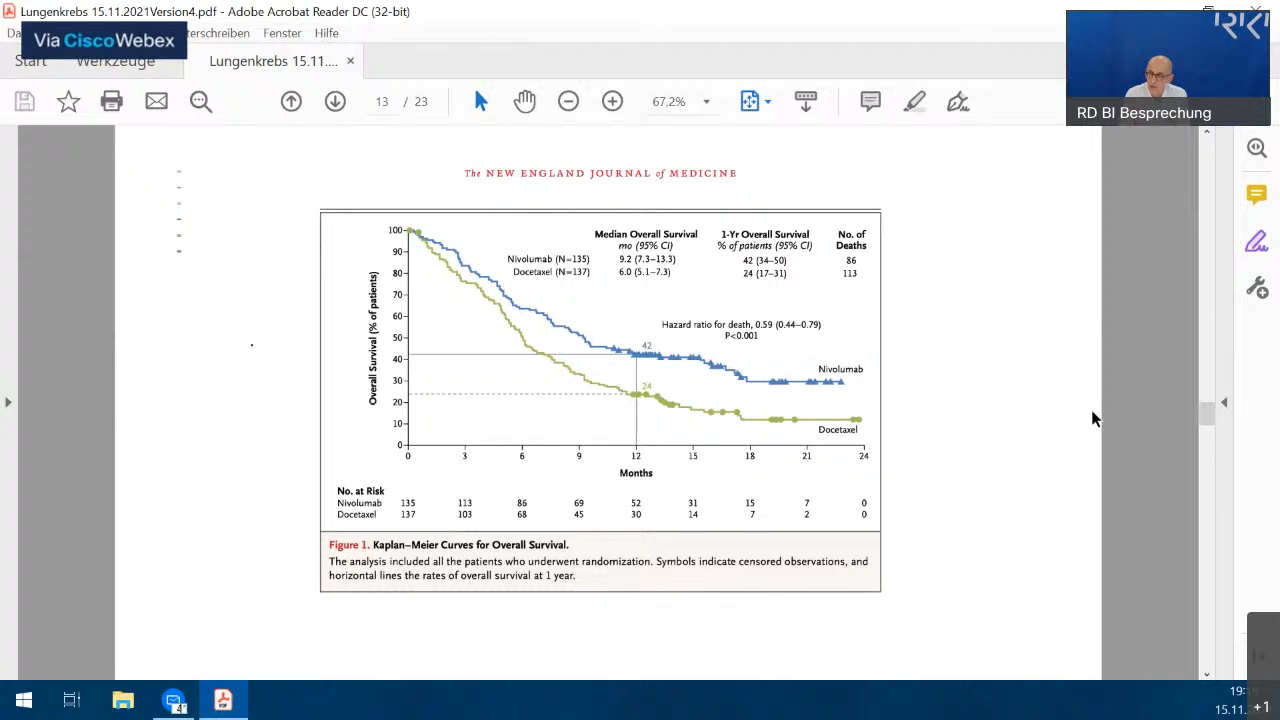 Lungenkrebs 15.11.2021Version4.pdf - Adobe Acrobat Reader DC (32-bit)
Via CiscoWebex
terschreiben Fenster Hilfe
Start Werkzeuge Lungenkrebs 15.11.... ×
13 / 23 67,2%
RD BI Besprechung
The NEW ENGLAND JOURNAL of MEDICINE
Median Overall Survival 1-Yr Overall Survival No. of Deaths
mo (95% CI) % of patients (95% CI)
Nivolumab (N=135) 9.2 (7.3–13.3) 42 (34–50) 86
Docetaxel (N=137) 6.0 (5.1–7.3) 24 (17–31) 113
Hazard ratio for death, 0.59 (0.44–0.79)
P<0.001
Overall Survival (% of patients)
100
90
80
70
60
50
40
30
20
10
0
42
24
Nivolumab
Docetaxel
0 3 6 9 12 15 18 21 24
Months
No. at Risk
Nivolumab 135 113 86 69 52 31 15 7 0
Docetaxel 137 103 68 45 30 14 7 2 0
Figure 1. Kaplan–Meier Curves for Overall Survival.
The analysis included all the patients who underwent randomization. Symbols indicate censored observations, and
horizontal lines the rates of overall survival at 1 year.
4
PDF
15.11.
+1